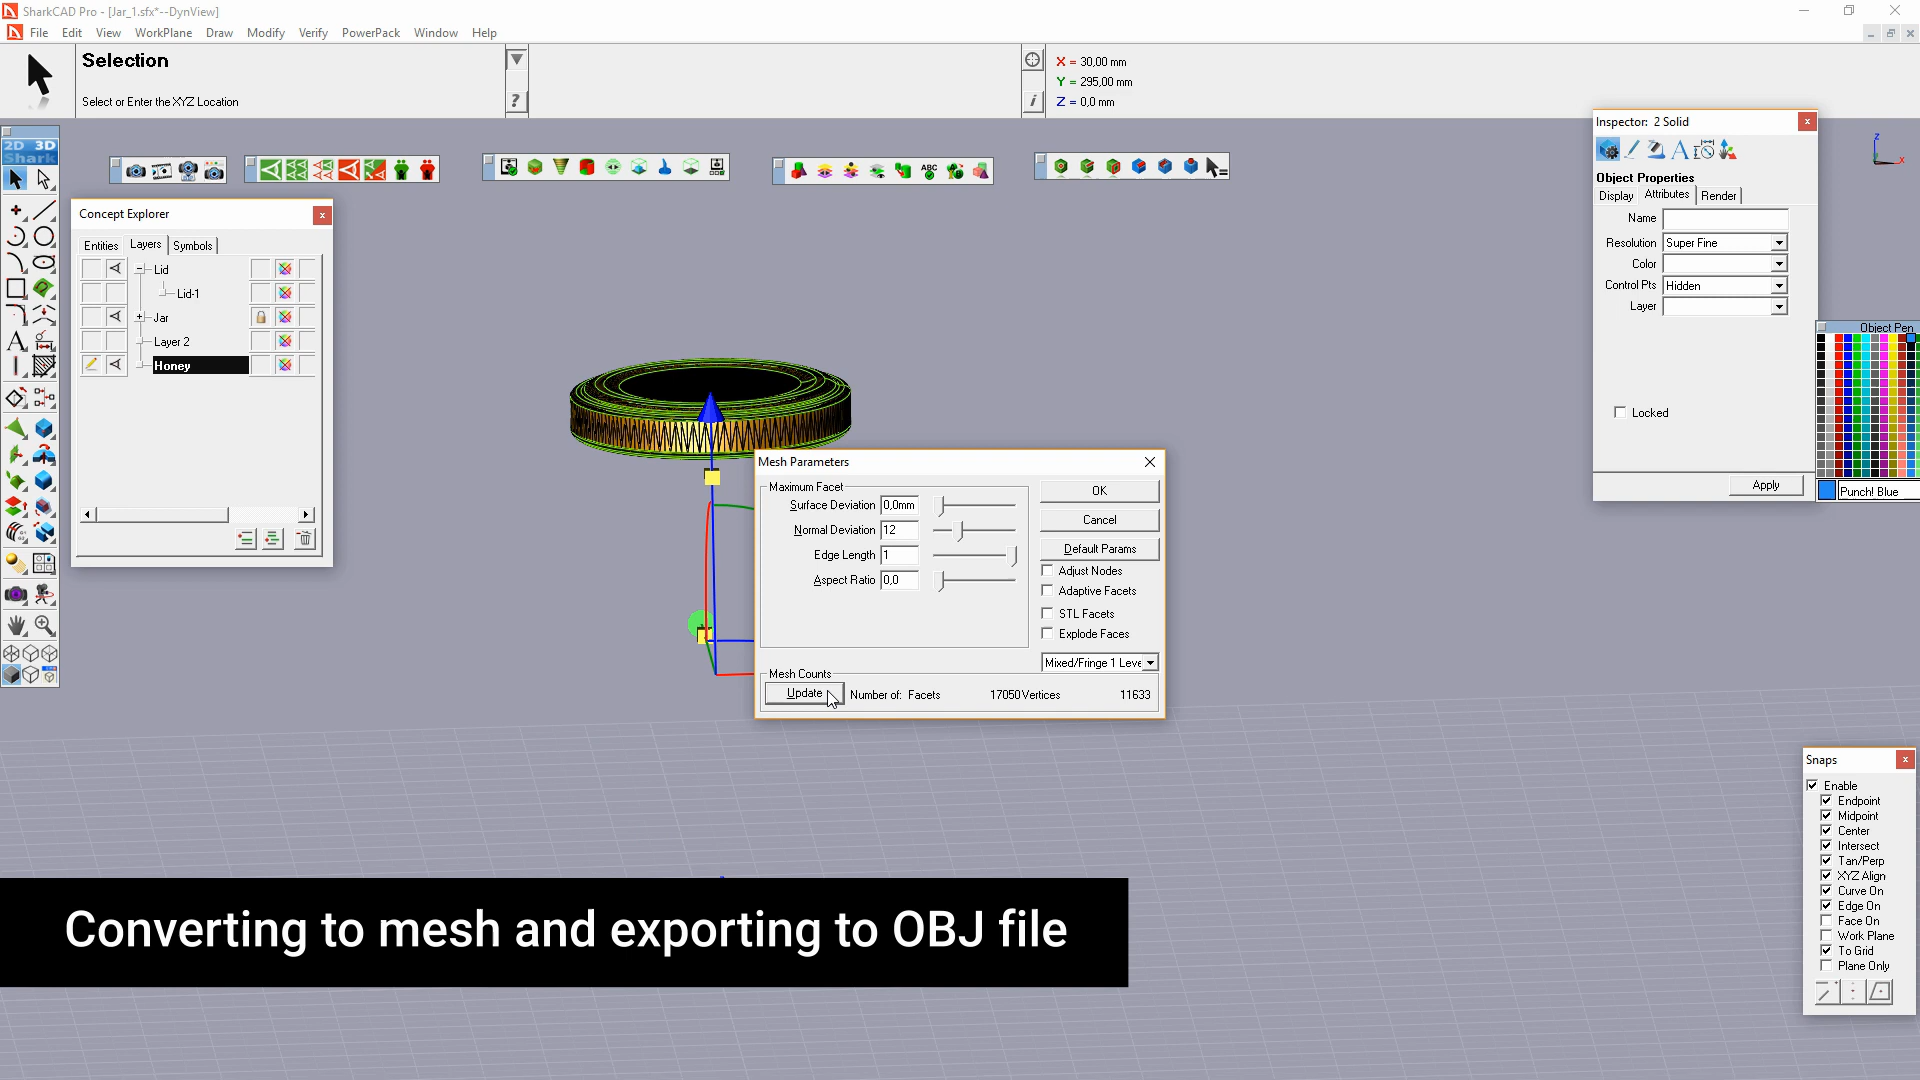 SharkCAD Pro - [Jar_1.sfx*--DynView]
File Edit View WorkPlane Draw Modify Verify PowerPack Window Help
Selection
Select or Enter the XYZ Location
?
i
X = 30,00 mm
Y = 295,00 mm
Z = 0,0 mm
2D 3D
Shark
Concept Explorer
Entities Layers Symbols
Lid
Lid-1
Jar
Layer 2
Honey
Inspector: 2 Solid
Object Properties
Display Attributes Render
Name
Resolution Super Fine
Color
Control Pts Hidden
Layer
Locked
Apply
Z
X
ABC
Object Pen
Punch! Blue
Mesh Parameters
Maximum Facet
Surface Deviation 0,0mm
Normal Deviation 12
Edge Length 1
Aspect Ratio 0,0
OK
Cancel
Default Params
Adjust Nodes
Adaptive Facets
STL Facets
Explode Faces
Mixed/Fringe 1 Leve
Mesh Counts
Update Number of: Facets 17050 Vertices 11633
Snaps
Enable
Endpoint
Midpoint
Center
Intersect
Tan/Perp
XYZ Align
Curve On
Edge On
Face On
Work Plane
To Grid
Plane Only
Converting to mesh and exporting to OBJ file